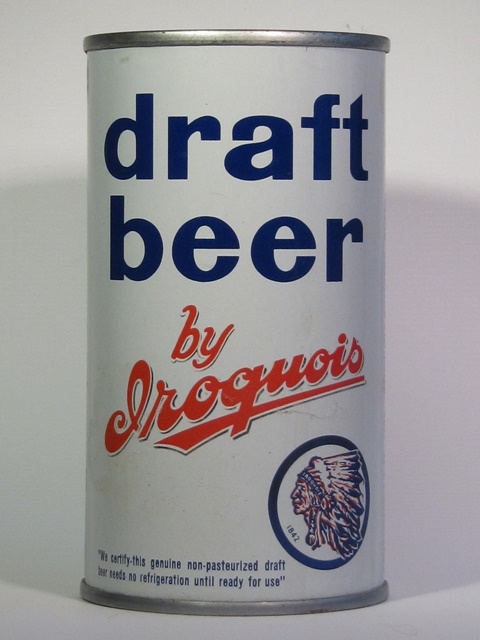 draft
beer
by
Iroquois
1842
"We certify-this genuine non-pasteurized draft
beer needs no refrigeration until ready for use"